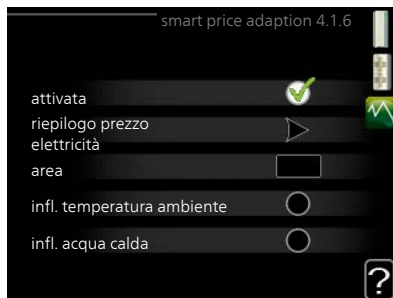 smart price adaption 4.1.6
attivata
riepilogo prezzo
elettricità
area
infl. temperatura ambiente
infl. acqua calda
?